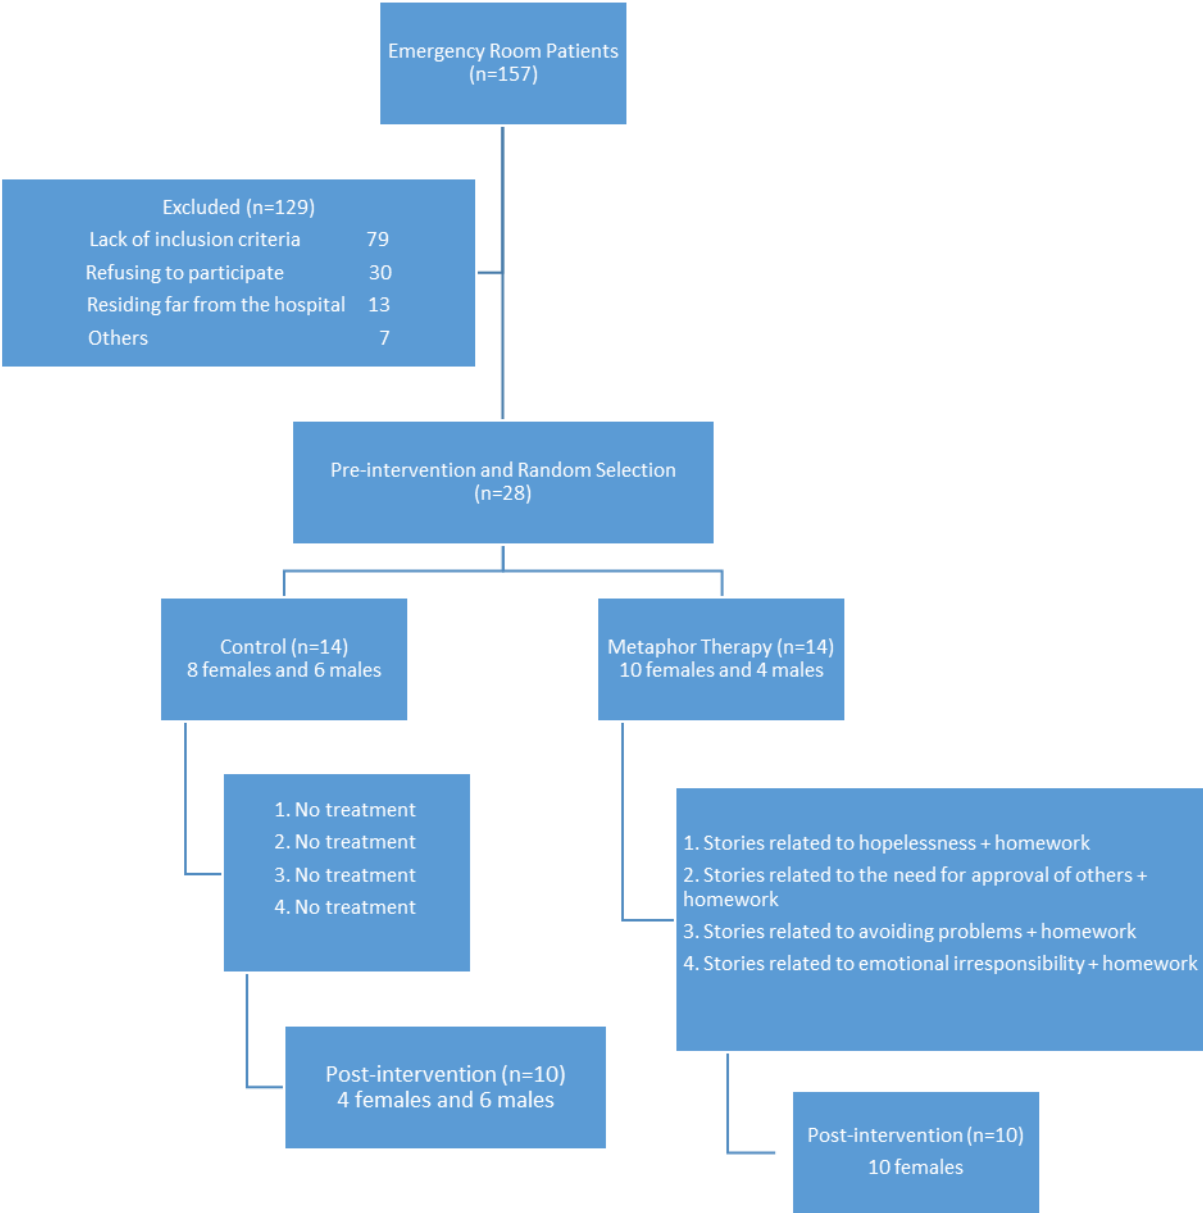 Emergency Room Patients
(n=157)
Excluded (n=129)
Lack of inclusion criteria 79
Refusing to participate 30
Residing far from the hospital 13
Others 7
Pre-intervention and Random Selection
(n=28)
Control (n=14)
8 females and 6 males
Metaphor Therapy (n=14)
10 females and 4 males
1. No treatment
2. No treatment
3. No treatment
4. No treatment
1. Stories related to hopelessness + homework
2. Stories related to the need for approval of others +
homework
3. Stories related to avoiding problems + homework
4. Stories related to emotional irresponsibility + homework
Post-intervention (n=10)
4 females and 6 males
Post-intervention (n=10)
10 females